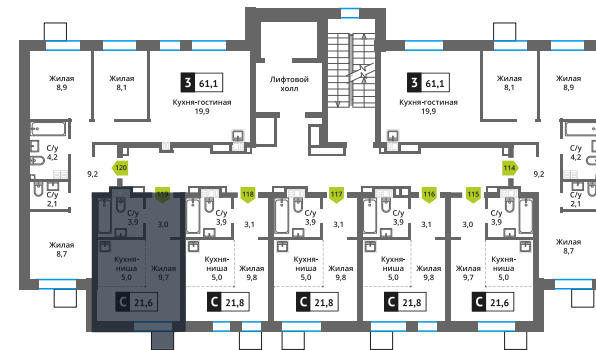 3 61,1
Кухня-гостиная
19,9
Жилая
8,9
Жилая
8,1
Лифтовой
холл
3 61,1
Кухня-гостиная
19,9
Жилая
8,1
Жилая
8,9
С/у
4,2
9,2
120
114
9,2
С/у
4,2
С/у
2,1
С/у
2,1
119
118
117
116
115
Жилая
8,7
С/у
3,9
3,0
С/у
3,9
3,1
С/у
3,9
3,1
С/у
3,9
3,1
3,0
С/у
3,9
Жилая
8,7
Кухня-
ниша
5,0
Жилая
9,7
Кухня-
ниша
5,0
Жилая
9,8
Кухня-
ниша
5,0
Жилая
9,8
Кухня-
ниша
5,0
Жилая
9,8
Жилая
9,7
Кухня-
ниша
5,0
С 21,6
С 21,8
С 21,8
С 21,8
С 21,6